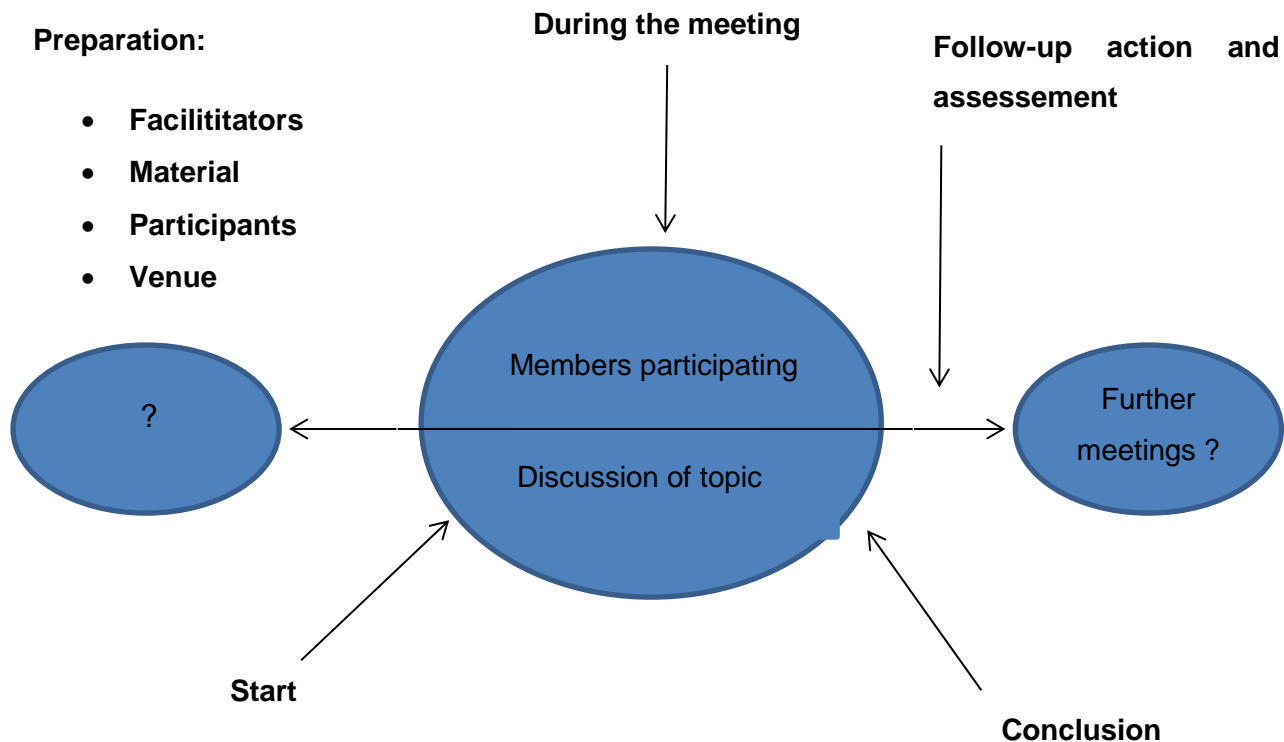 Preparation:
• Facilititators
• Material
• Participants
• Venue
During the meeting
Follow-up action and
assessement
?
Members participating
Discussion of topic
Further
meetings ?
Start
Conclusion